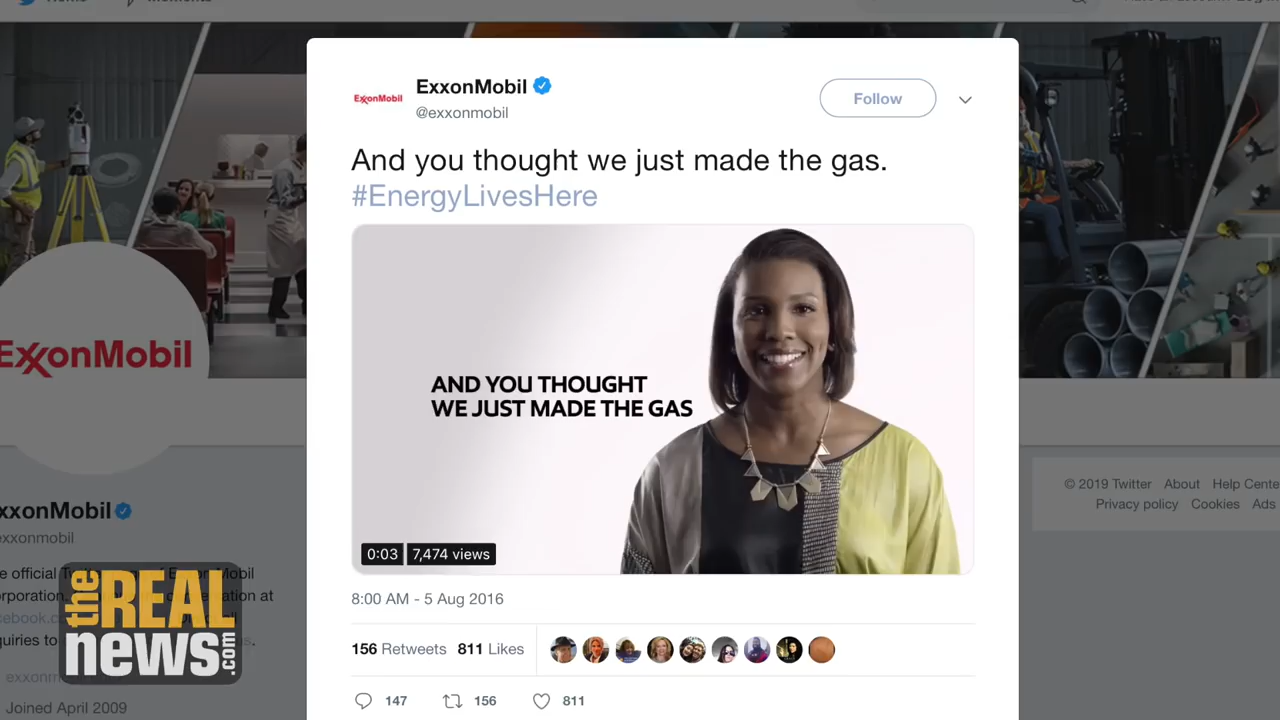 ExxonMobil
ExxonMobil
@exxonmobil
Follow
And you thought we just made the gas.
#EnergyLivesHere
AND YOU THOUGHT
WE JUST MADE THE GAS
0:03 7,474 views
8:00 AM - 5 Aug 2016
156 Retweets 811 Likes
147 156 811
ExxonMobil
xxonMobil
exxonmobil
Joined April 2009
© 2019 Twitter About Help Cente
Privacy policy Cookies Ads
the REAL
news.com